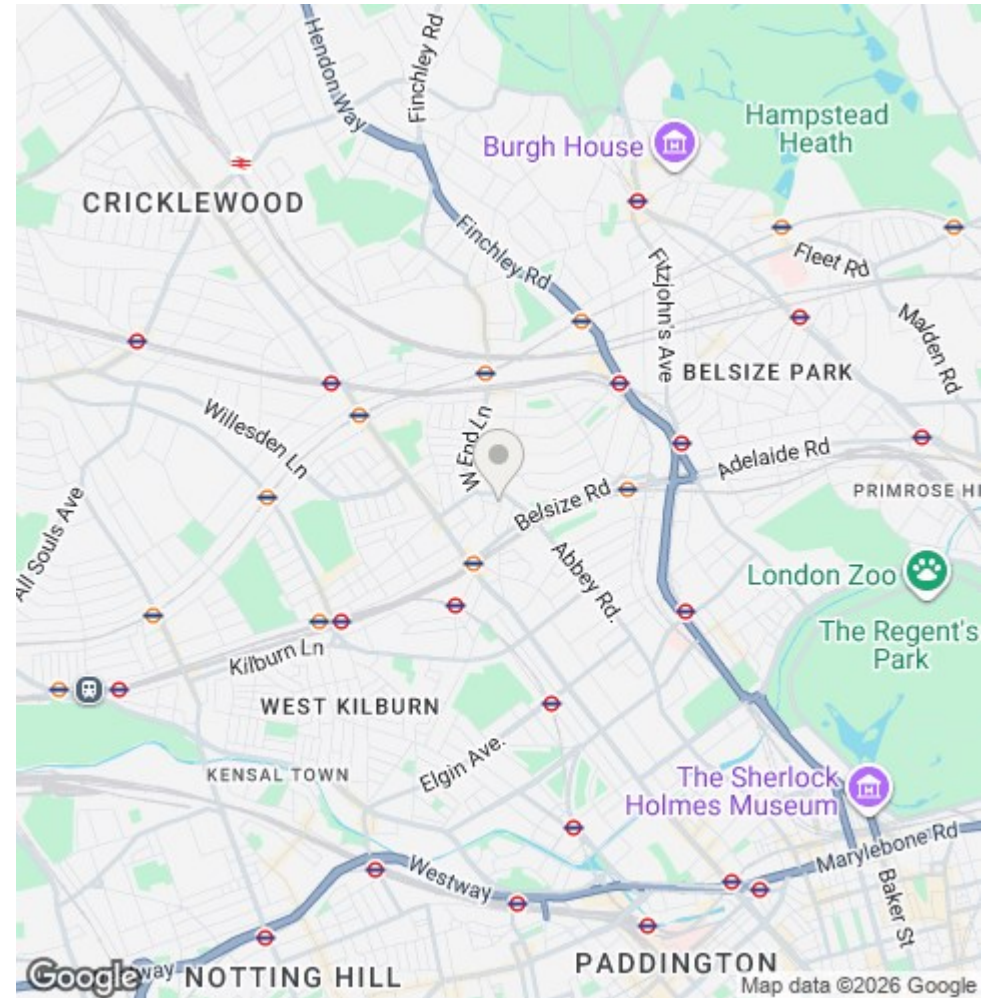 Hendon Way
Finchley Rd
Burgh House
Hampstead
Heath
CRICKLEWOOD
Finchley Rd
Fitzjohn's Ave
Fleet Rd
Malden Rd
BELSIZE PARK
Willesden Ln
W End Ln
Adelaide Rd
Belsize Rd
PRIMROSE HI
All Souls Ave
Abbey Rd.
London Zoo
The Regent's
Park
Kilburn Ln
WEST KILBURN
Elgin Ave.
KENSAL TOWN
The Sherlock
Holmes Museum
Marylebone Rd
Westway
Baker St
PADDINGTON
NOTTING HILL
Google
way
Map data ©2026 Google